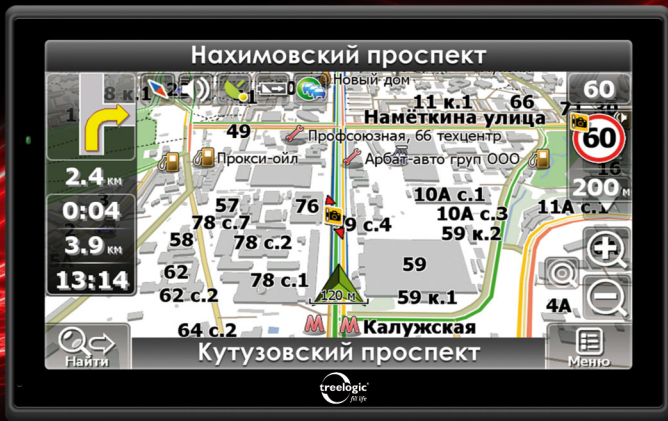 Нахимовский проспект
8 к.1
Новый дом
60
11 к.1
66
Намёткина улица
49
Профсоюзная, 66 техцентр
60
Прокси-ойл
Арбат-авто груп ООО
2.4 км
200 м
57
76
10А с.1
11А с.
0:04
78 с.7
9 с.4
10А с.3
58
78 с.2
59 к.2
3.9 км
62
78 с.1
59
13:14
62 с.2
120 м
59 к.1
4А
64 с.2
М М Калужская
Найти
Кутузовский проспект
Меню
treelogic
fill life